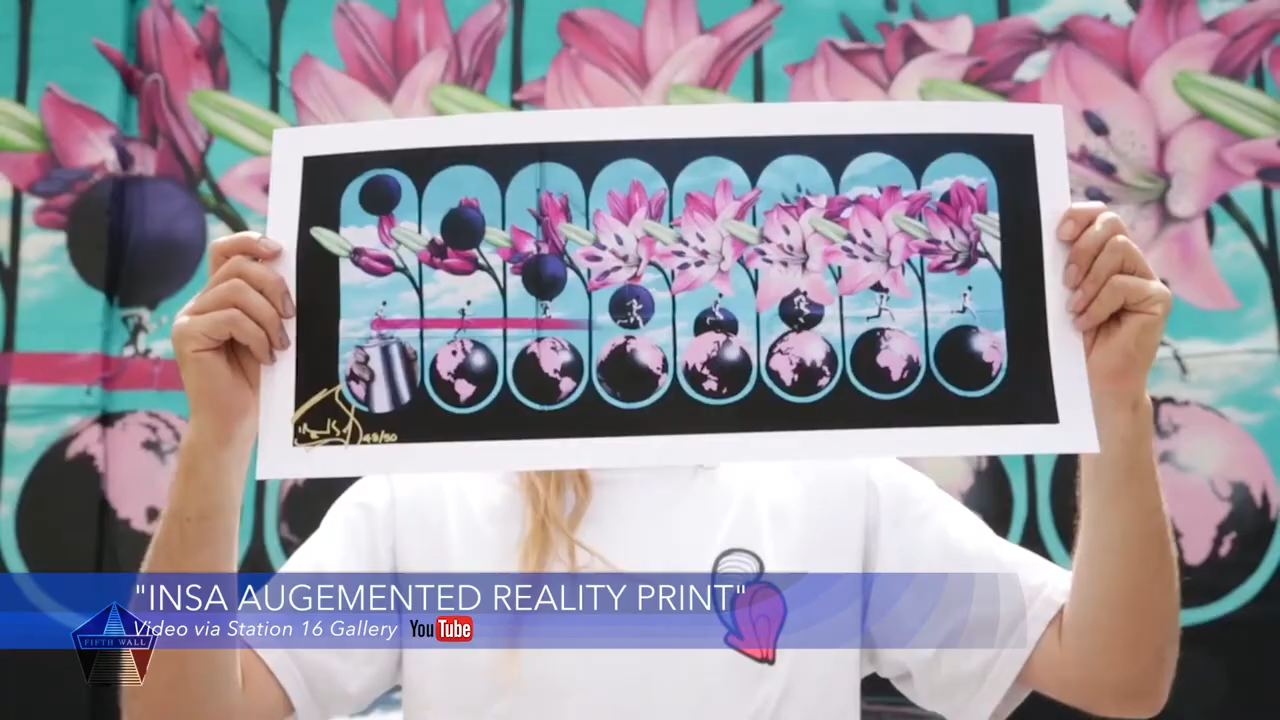 49/50
"INSA AUGEMENTED REALITY PRINT"
Video via Station 16 Gallery YouTube
FIFTH WALL